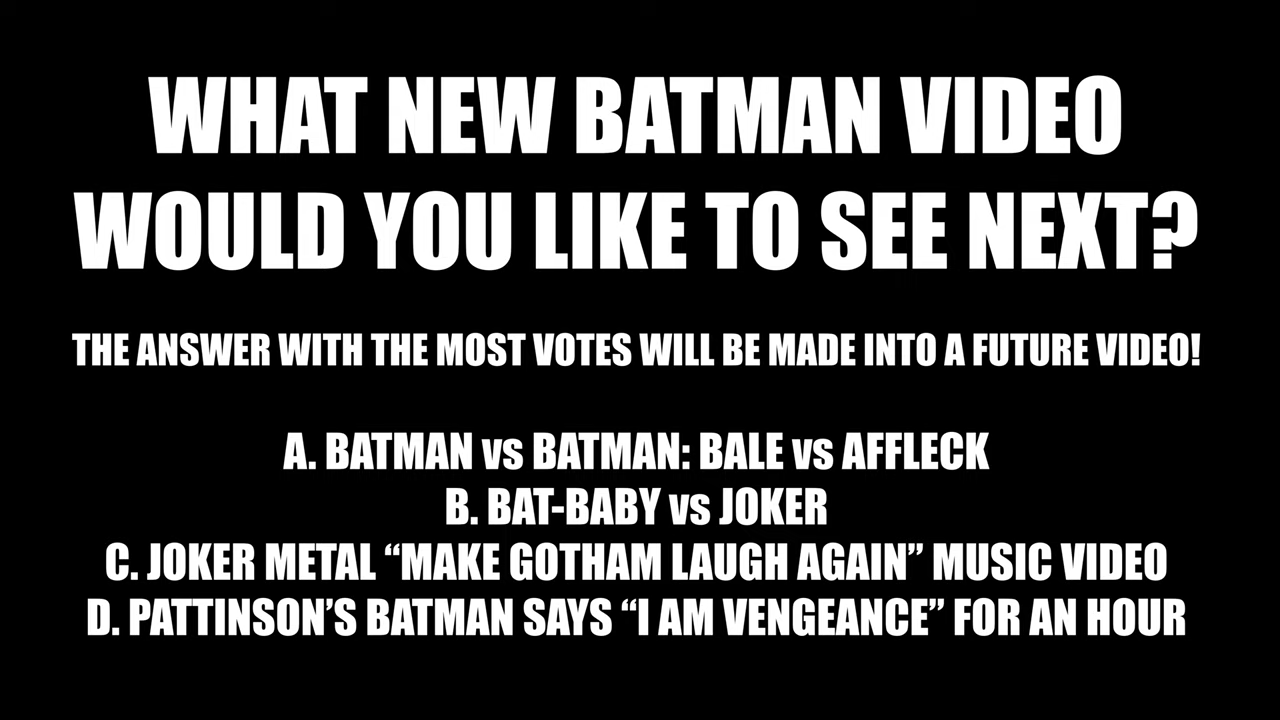 WHAT NEW BATMAN VIDEO
WOULD YOU LIKE TO SEE NEXT?
THE ANSWER WITH THE MOST VOTES WILL BE MADE INTO A FUTURE VIDEO!
A. BATMAN vs BATMAN: BALE vs AFFLECK
B. BAT-BABY vs JOKER
C. JOKER METAL “MAKE GOTHAM LAUGH AGAIN” MUSIC VIDEO
D. PATTINSON’S BATMAN SAYS “I AM VENGEANCE” FOR AN HOUR